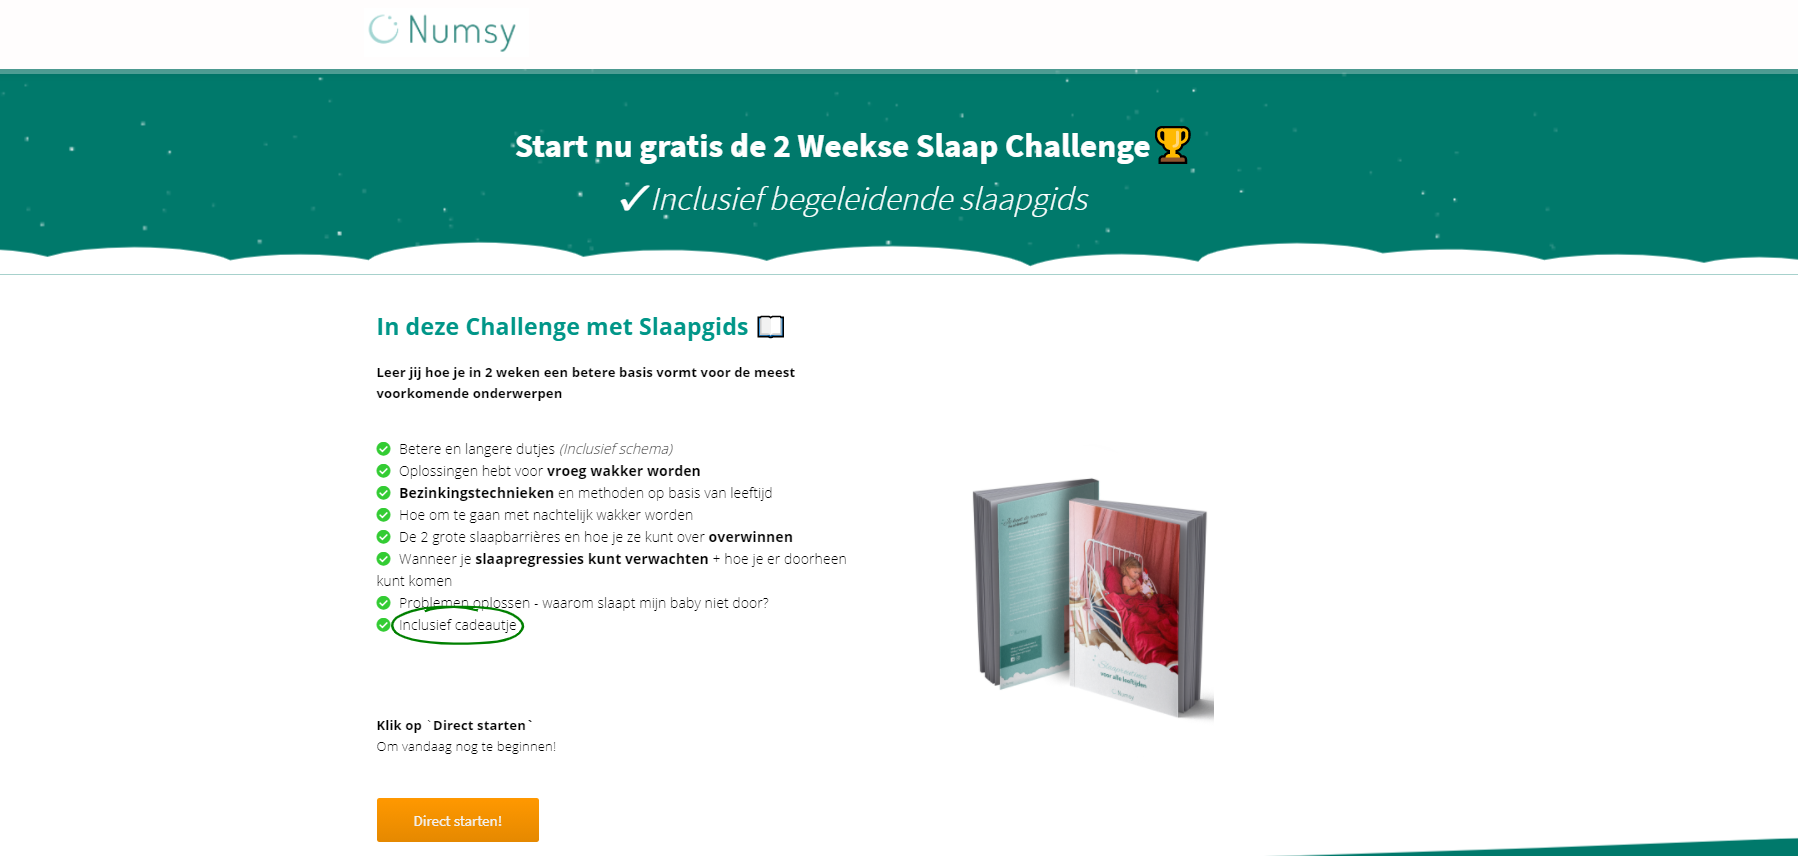 Numsy
Start nu gratis de 2 Weekse Slaap Challenge
Inclusief begeleidende slaapgids
In deze Challenge met Slaapgids
Leer jij hoe je in 2 weken een betere basis vormt voor de meest
voorkomende onderwerpen
Betere en langere dutjes (Inclusief schema)
Oplossingen hebt voor vroeg wakker worden
Bezinkingstechnieken en methoden op basis van leeftijd
Hoe om te gaan met nachtelijk wakker worden
De 2 grote slaapbarrières en hoe je ze kunt over overwinnen
Wanneer je slaapregressies kunt verwachten + hoe je er doorheen
kunt komen
Problemen oplossen - waarom slaapt mijn baby niet door?
Inclusief cadeautje
voor alle leeftijden
Numsy
Klik op `Direct starten`
Om vandaag nog te beginnen!
Direct starten!